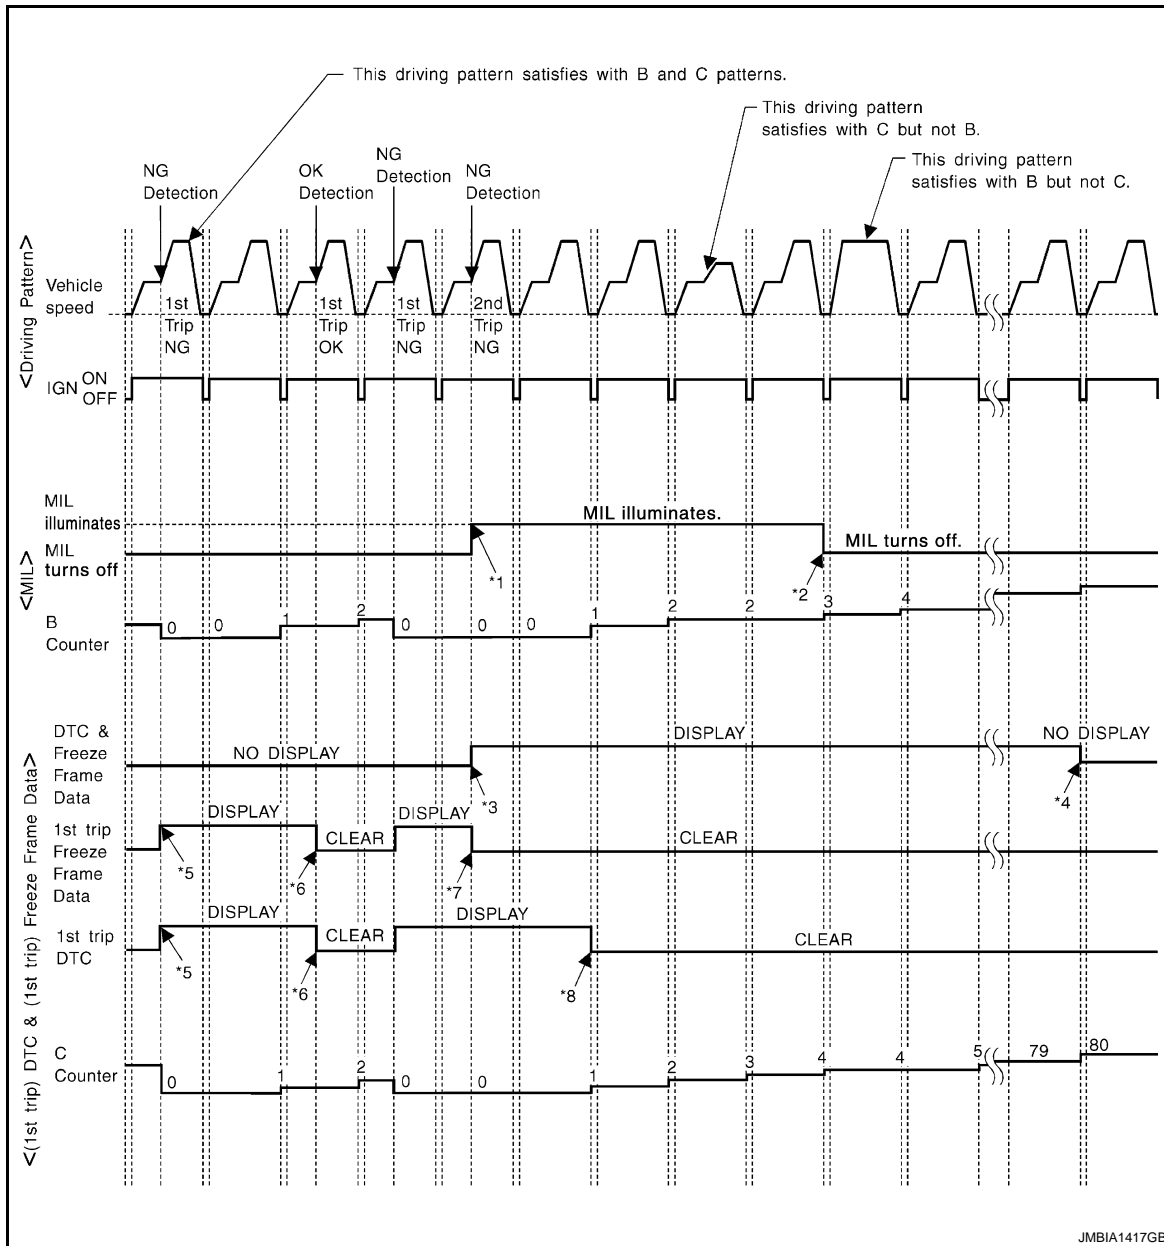 This driving pattern satisfies with B and C patterns.
This driving pattern
satisfies with C but not B.
This driving pattern
satisfies with B but not C.
NG
Detection
OK
Detection
NG
Detection
NG
Detection
<Driving Pattern>
Vehicle
speed
1st
Trip
NG
1st
Trip
OK
1st
Trip
NG
2nd
Trip
NG
IGN ON
OFF
<MIL>
MIL
illuminates
MIL
turns off
MIL illuminates.
MIL turns off.
*1
*2
B
Counter
0 0 1 2 0 0 0 1 2 2 3 4
<(1st trip) DTC & (1st trip) Freeze Frame Data>
DTC &
Freeze
Frame
Data
NO DISPLAY
DISPLAY
NO DISPLAY
*3
*4
1st trip
Freeze
Frame
Data
DISPLAY
CLEAR
DISPLAY
CLEAR
*5
*6
*7
1st trip
DTC
DISPLAY
CLEAR
DISPLAY
CLEAR
*5
*6
*8
C
Counter
0 1 2 0 0 1 2 3 4 4 5 79 80
JMBIA1417GB